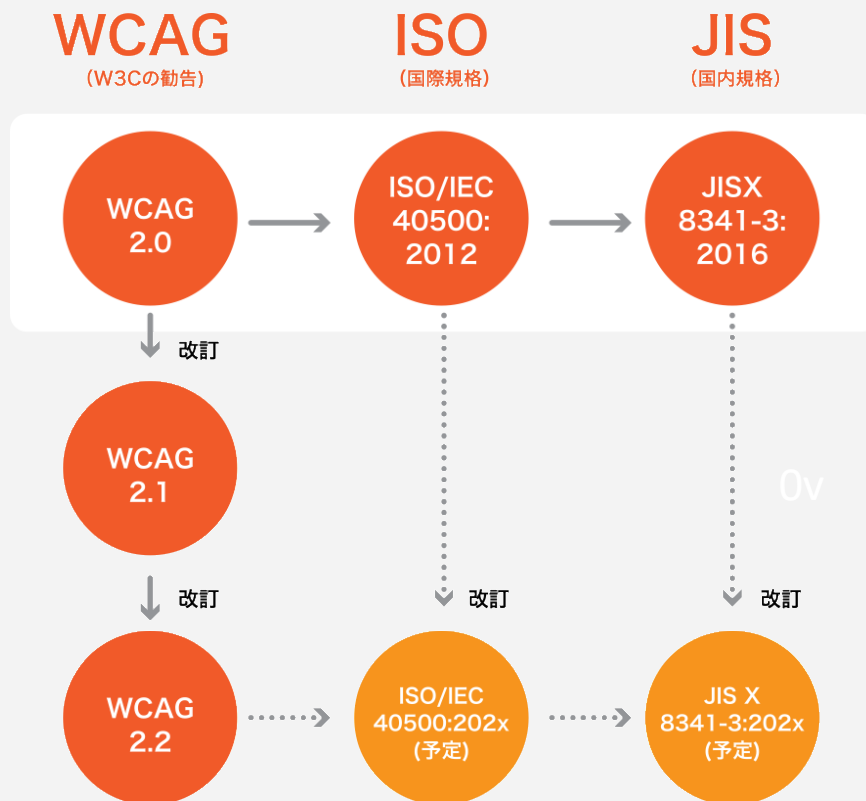 WCAG
(W3Cの勧告)
ISO
(国際規格)
JIS
(国内規格)
WCAG
2.0
ISO/IEC
40500:
2012
JISX
8341-3:
2016
改訂
WCAG
2.1
0v
改訂
改訂
改訂
WCAG
2.2
ISO/IEC
40500:202x
(予定)
JIS X
8341-3:202x
(予定)